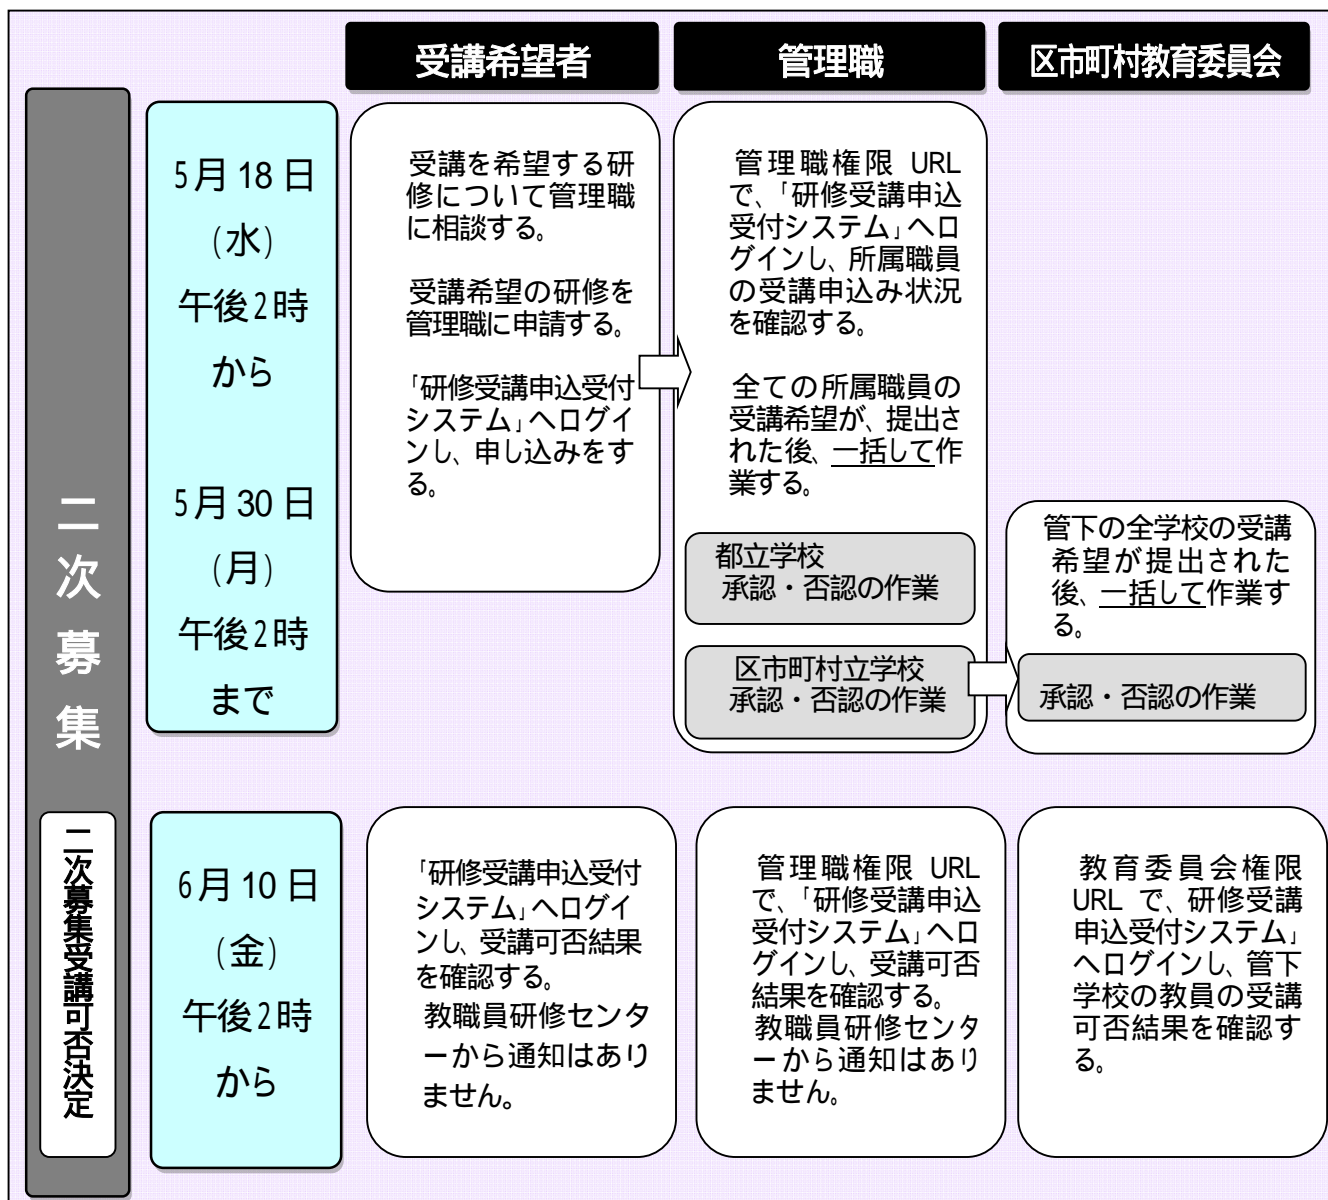 受講希望者
管理職
区市町村教育委員会
二次募集
5月18日
(水)
午後2時
から
5月30日
(月)
午後2時
まで
受講を希望する研
修について管理職
に相談する。
受講希望の研修を
管理職に申請する。
「研修受講申込受付
システム」へログイ
ンし、申し込みをす
る。
管理職権限 URL
で、「研修受講申込
受付システム」へロ
グインし、所属職員
の受講申込み状況
を確認する。
全ての所属職員の
受講希望が、提出さ
れた後、一括して作
業する。
都立学校
承認・否認の作業
区市町村立学校
承認・否認の作業
管下の全学校の受講
希望が提出された
後、一括して作業す
る。
承認・否認の作業
二次募集受講可否決定
6月10日
(金)
午後2時
から
「研修受講申込受付
システム」へログイ
ンし、受講可否結果
を確認する。
教職員研修センタ
ーから通知はあり
ません。
管理職権限 URL
で、「研修受講申込
受付システム」へロ
グインし、受講可否
結果を確認する。
教職員研修センタ
ーから通知はあり
ません。
教育委員会権限
URL で、研修受講
申込受付システム」
へログインし、管下
学校の教員の受講
可否結果を確認す
る。